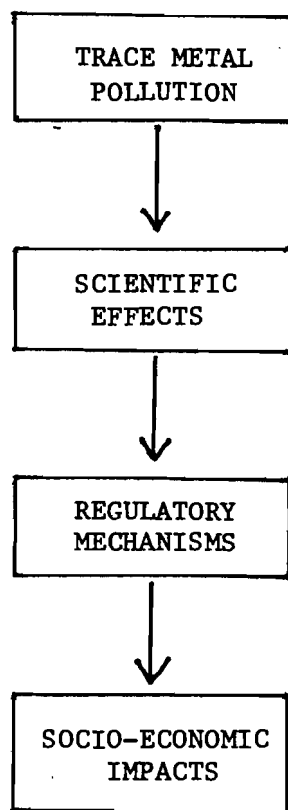 TRACE METAL
POLLUTION
SCIENTIFIC
EFFECTS
REGULATORY
MECHANISMS
SOCIO-ECONOMIC
IMPACTS